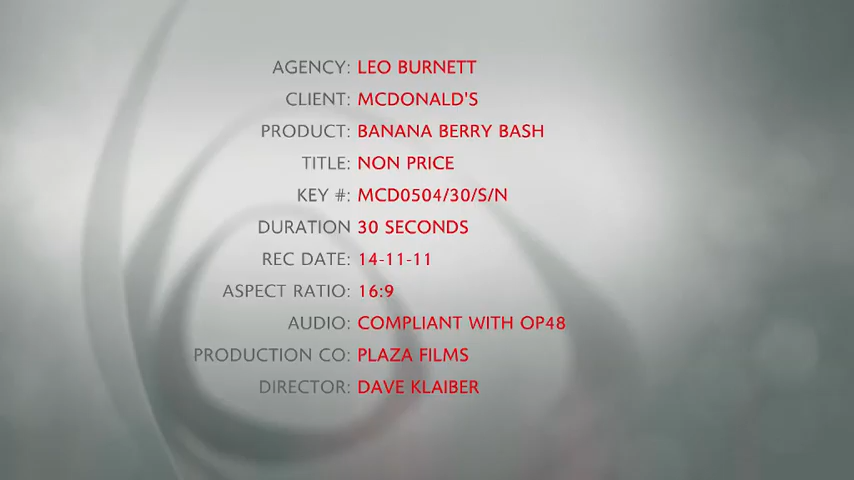 AGENCY: LEO BURNETT
CLIENT: MCDONALD'S
PRODUCT: BANANA BERRY BASH
TITLE: NON PRICE
KEY #: MCD0504/30/S/N
DURATION 30 SECONDS
REC DATE: 14-11-11
ASPECT RATIO: 16:9
AUDIO: COMPLIANT WITH OP48
PRODUCTION CO: PLAZA FILMS
DIRECTOR: DAVE KLAIBER